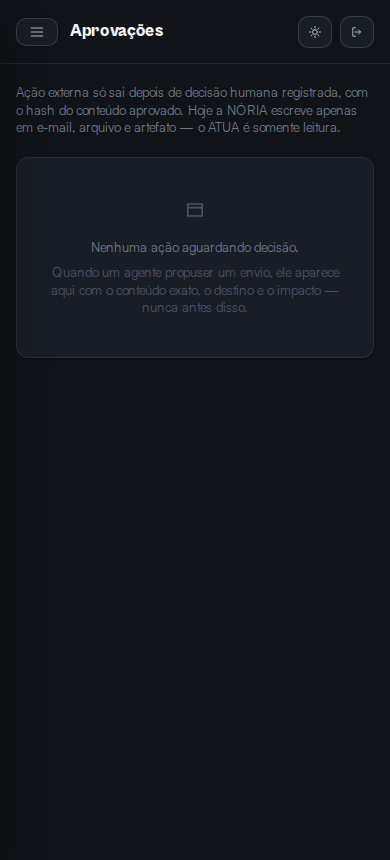 Aprovações
Ação externa só sai depois de decisão humana registrada, com
o hash do conteúdo aprovado. Hoje a NÓRIA escreve apenas
em e-mail, arquivo e artefato — o ATUA é somente leitura.
Nenhuma ação aguardando decisão.
Quando um agente propuser um envio, ele aparece
aqui com o conteúdo exato, o destino e o impacto —
nunca antes disso.